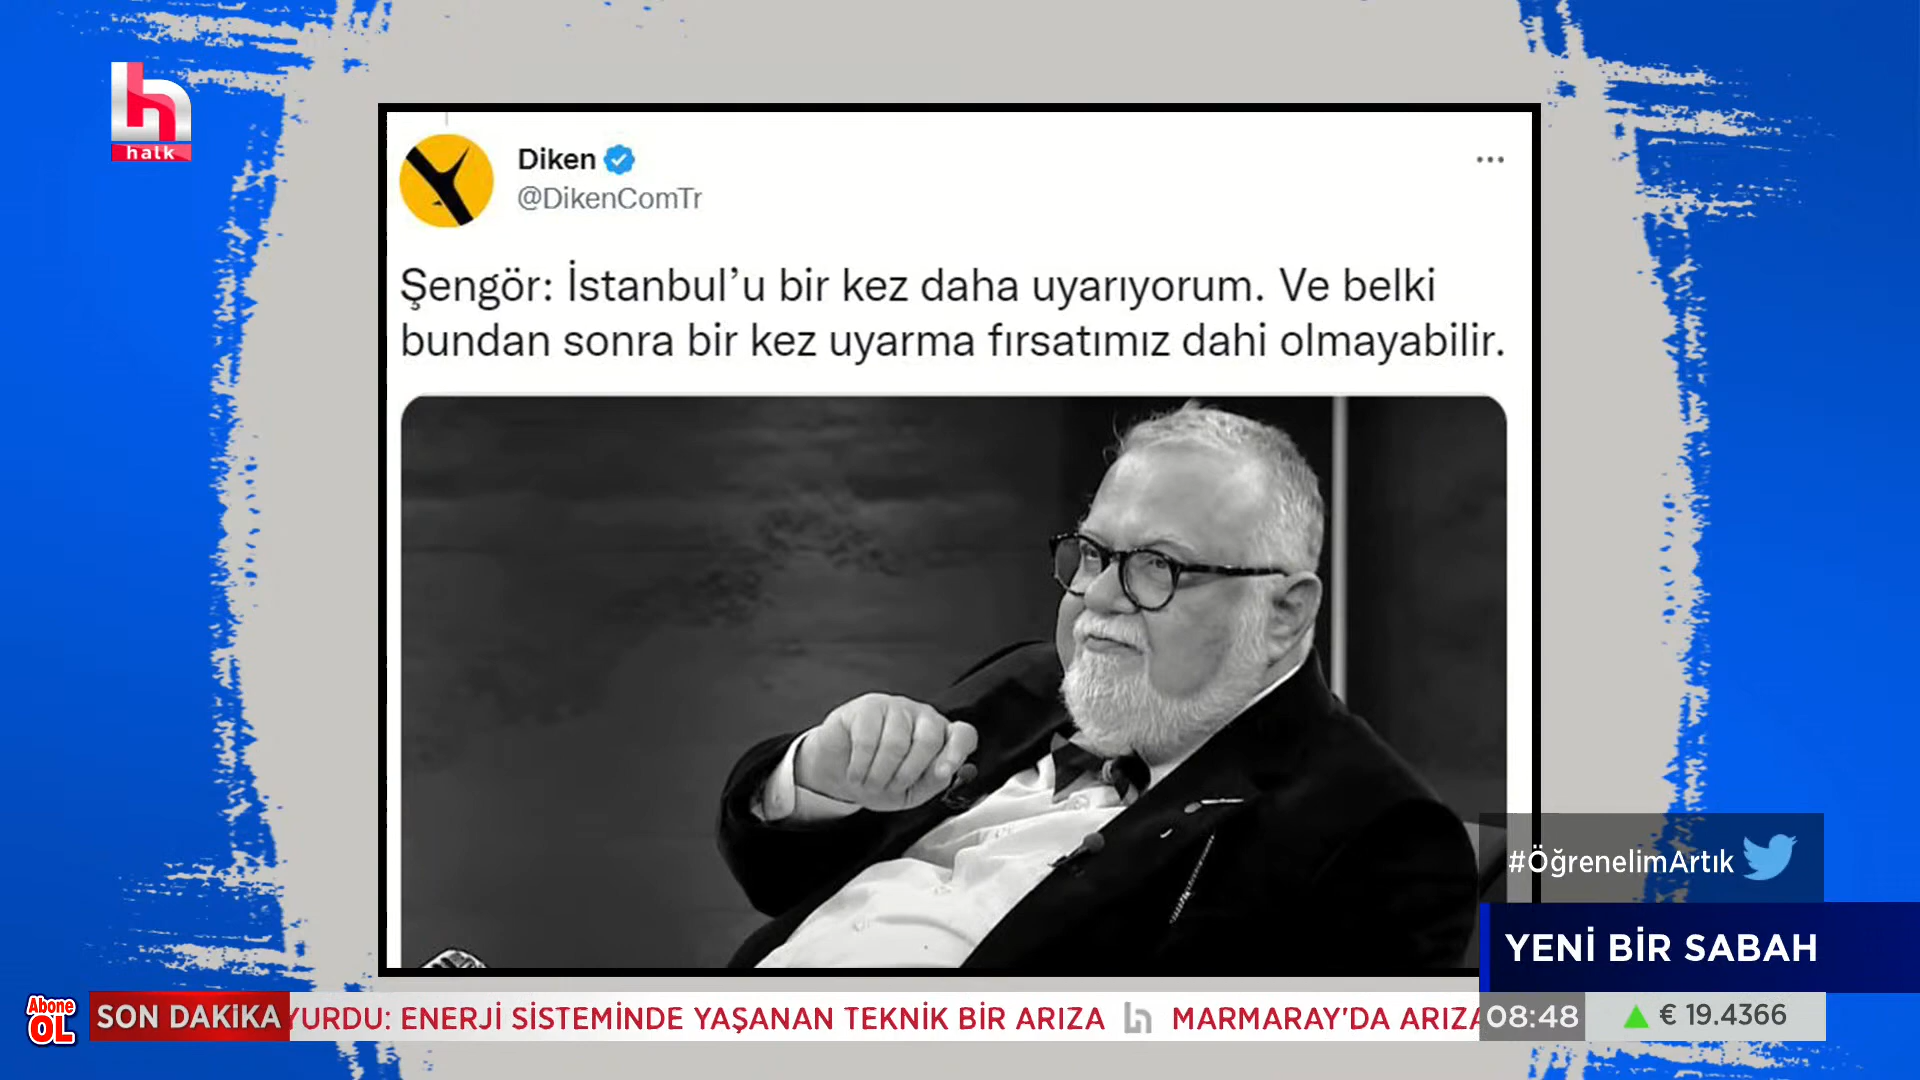 halk
Diken
@DikenComTr
Şengör: İstanbul’u bir kez daha uyarıyorum. Ve belki
bundan sonra bir kez uyarma fırsatımız dahi olmayabilir.
#ÖğrenelimArtık
YENİ BİR SABAH
Abone
OL
SON DAKİKA
YURDU: ENERJİ SİSTEMİNDE YAŞANAN TEKNİK BİR ARIZA
MARMARAY'DA ARIZA
08:48
€ 19.4366